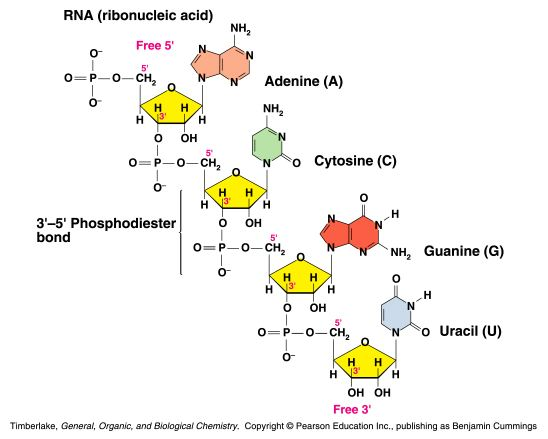 RNA (ribonucleic acid)
Free 5'
NH₂
N
N
N
N
O⁻
O=P—O—CH₂
O⁻
5'
O
Adenine (A)
H
H
H
H
3'
O
OH
NH₂
N
N
O
5'
O=P—O—CH₂
O⁻
O
Cytosine (C)
H
H
H
H
3'
O
OH
3'–5' Phosphodiester
bond
O
N
N
H
N
N
NH₂
5'
O=P—O—CH₂
O⁻
O
Guanine (G)
H
H
H
H
3'
O
OH
O
N
H
N
O
5'
O=P—O—CH₂
O⁻
O
Uracil (U)
H
H
H
H
3'
OH
OH
Free 3'
Timberlake, General, Organic, and Biological Chemistry. Copyright © Pearson Education Inc., publishing as Benjamin Cummings